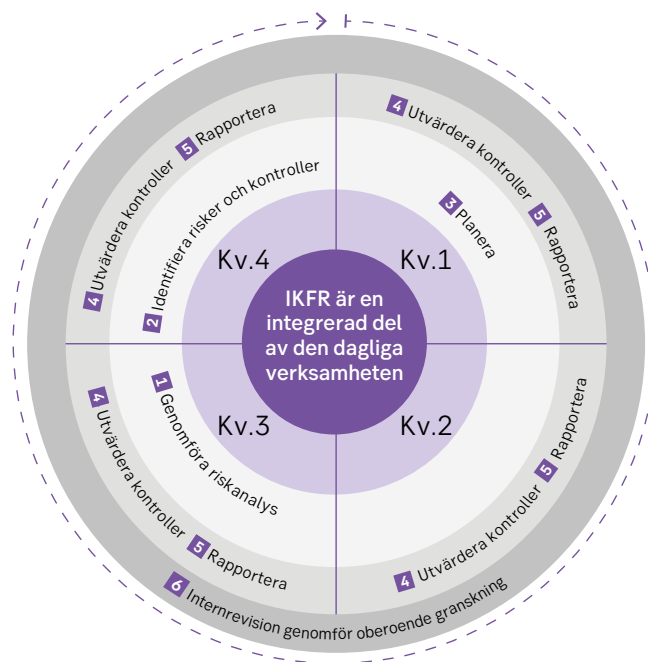 IKFR är en
integrerad del
av den dagliga
verksamheten
Kv.1
3 Planera
4 Utvärdera kontroller
5 Rapportera
Kv.2
4 Utvärdera kontroller
5 Rapportera
Kv.3
1 Genomföra riskanalys
4 Utvärdera kontroller
5 Rapportera
Kv.4
2 Identifiera risker och kontroller
4 Utvärdera kontroller
5 Rapportera
6 Internrevision genomför oberoende granskning